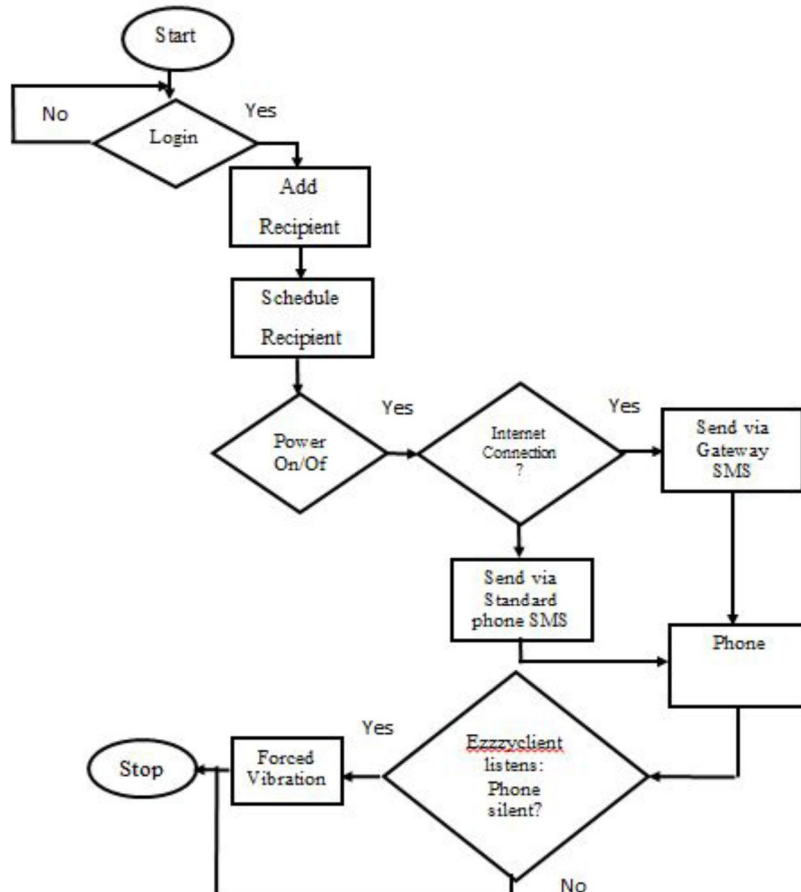 Start
No
Yes
Login
Add
Recipient
Schedule
Recipient
Yes
Yes
Power
On/Of
Internet
Connection
?
Send via
Gateway
SMS
Send via
Standard
phone SMS
Phone
Yes
Ezzzyclient
listens:
Phone
silent?
Forced
Vibration
Stop
No